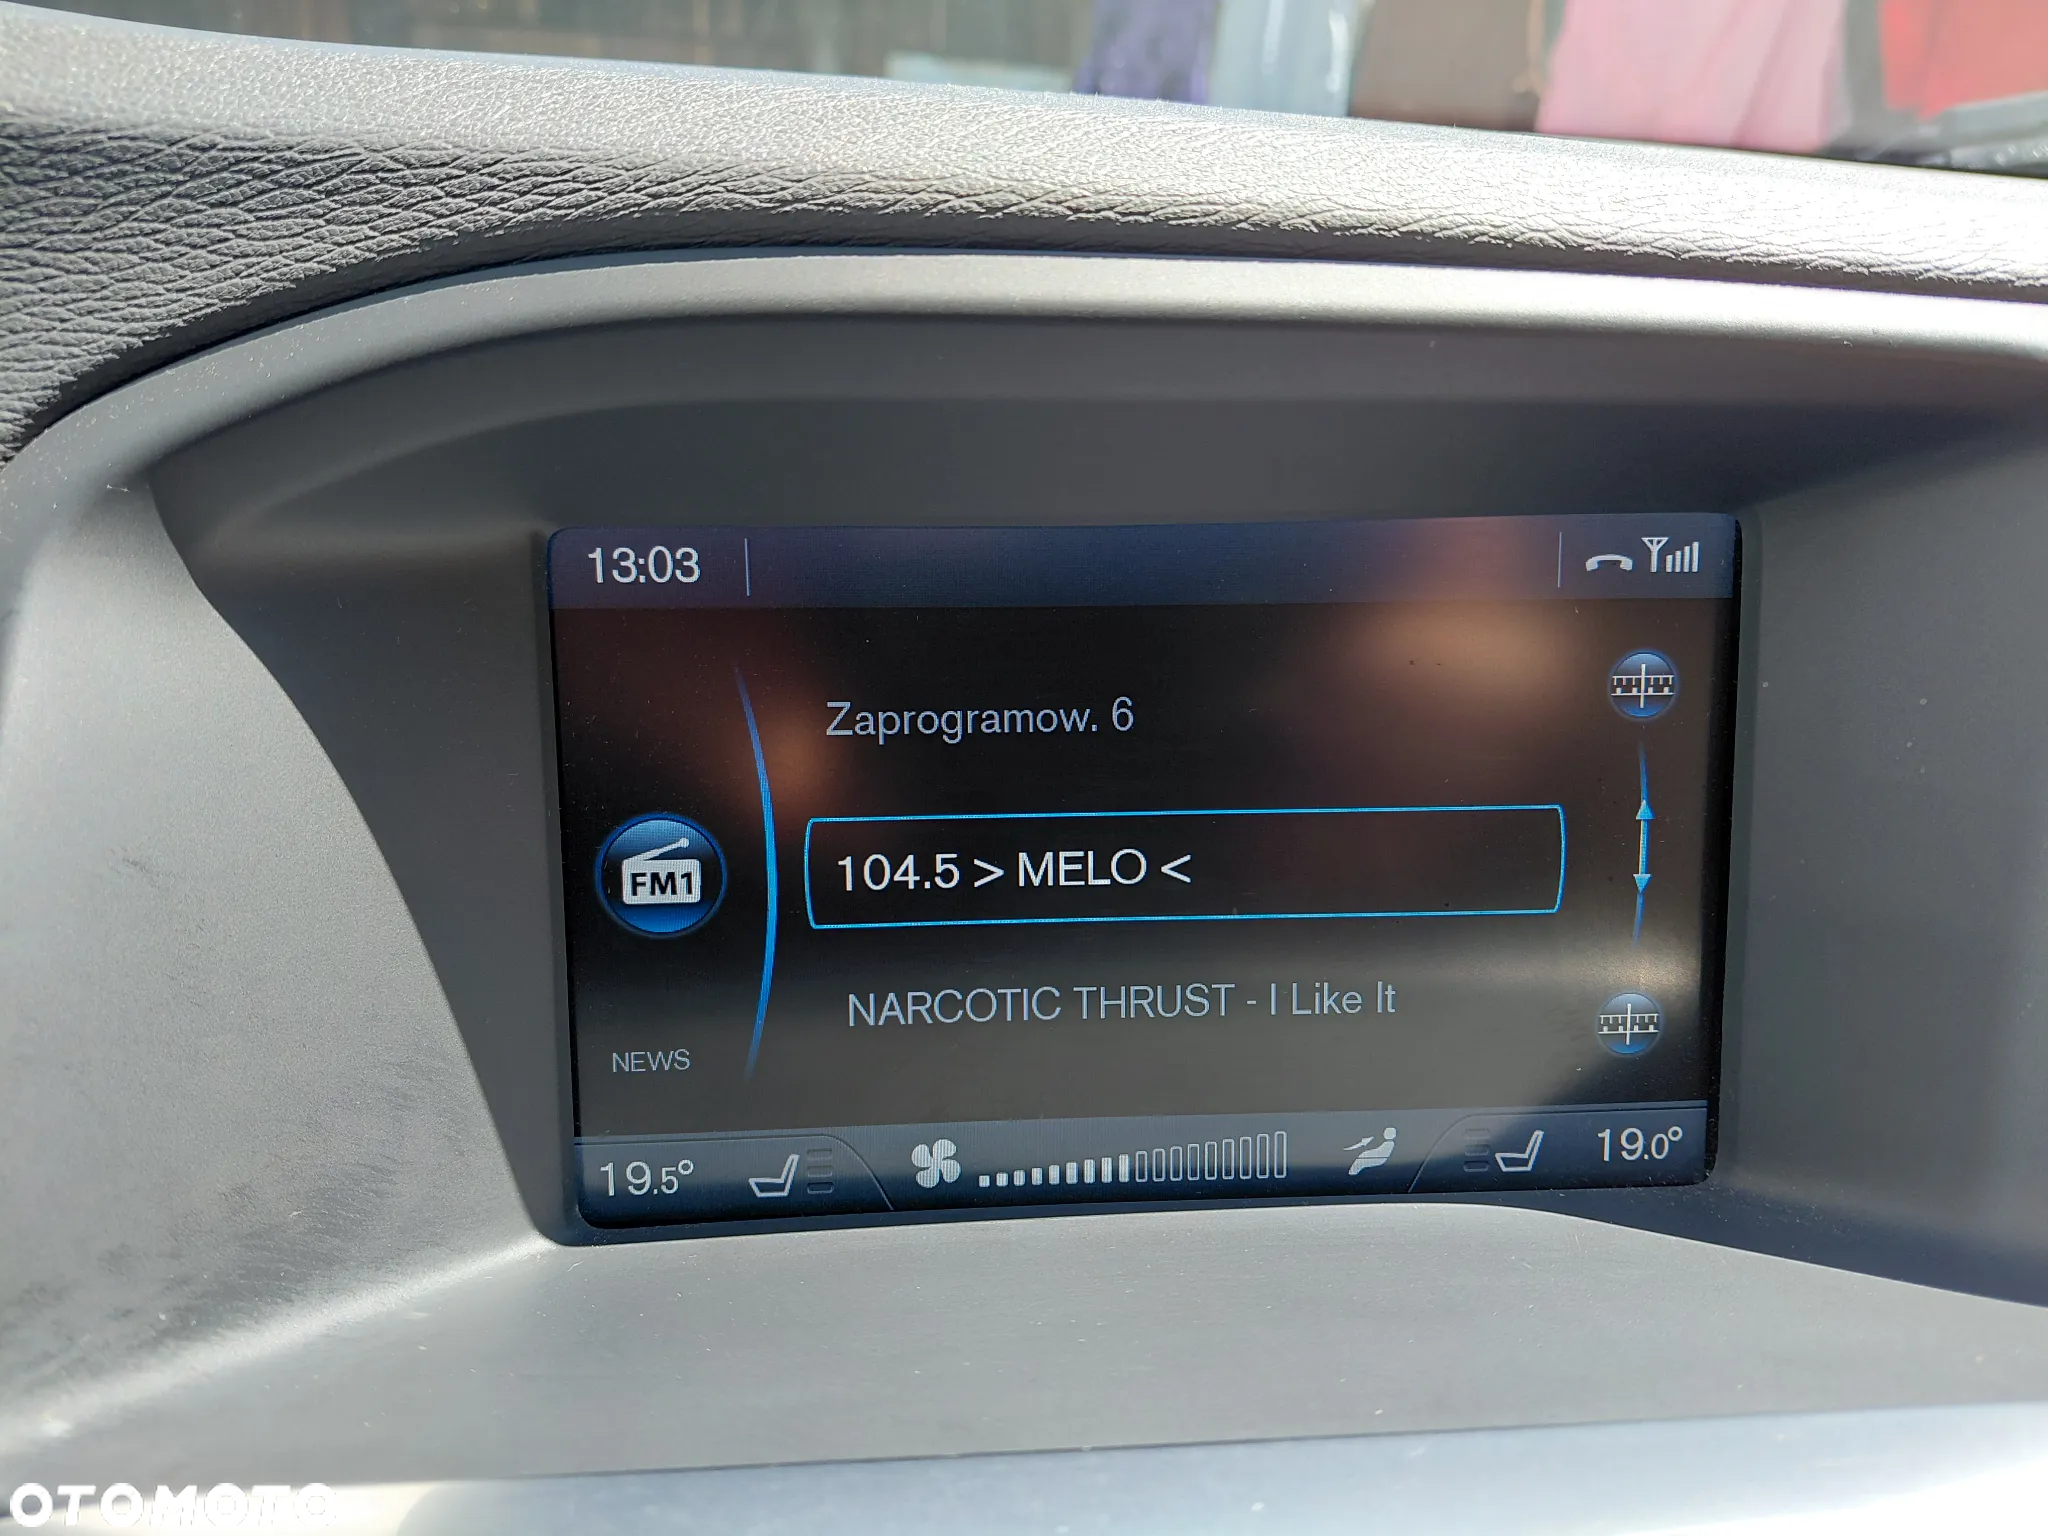 13:03
Zaprogramow. 6
FM1
104.5 > MELO <
NARCOTIC THRUST - I Like It
NEWS
19.5°
19.0°
OTOMOTO